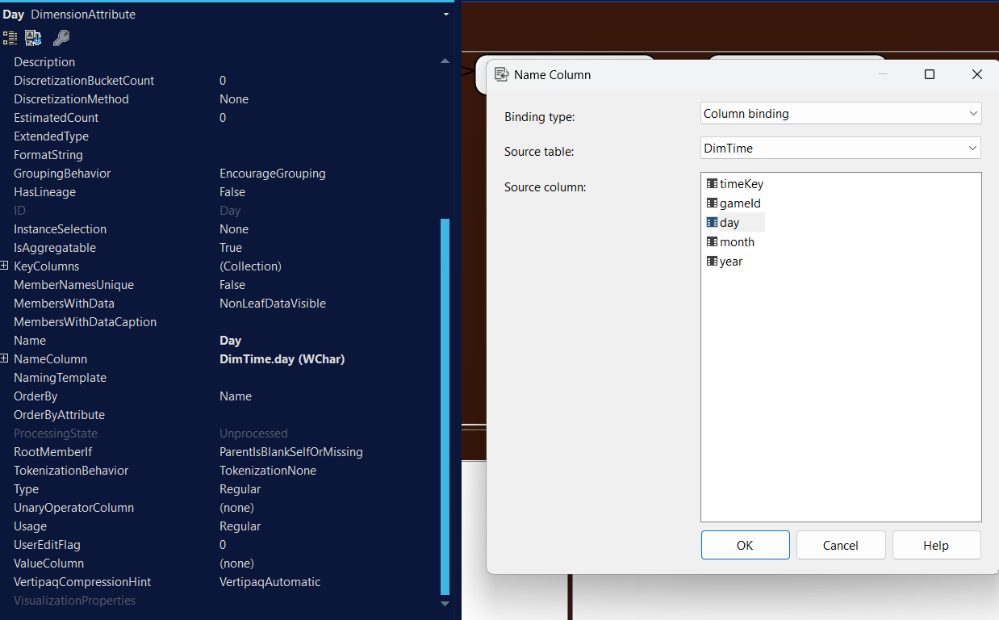 Day DimensionAttribute
Description
DiscretizationBucketCount 0
DiscretizationMethod None
EstimatedCount 0
ExtendedType
FormatString
GroupingBehavior EncourageGrouping
HasLineage False
ID Day
InstanceSelection None
IsAggregatable True
KeyColumns (Collection)
MemberNamesUnique False
MembersWithData NonLeafDataVisible
MembersWithDataCaption
Name Day
NameColumn DimTime.day (WChar)
NamingTemplate
OrderBy Name
OrderByAttribute
ProcessingState Unprocessed
RootMemberIf ParentIsBlankSelfOrMissing
TokenizationBehavior TokenizationNone
Type Regular
UnaryOperatorColumn (none)
Usage Regular
UserEditFlag 0
ValueColumn (none)
VertipaqCompressionHint VertipaqAutomatic
VisualizationProperties
Name Column
Binding type: Column binding
Source table: DimTime
Source column:
timeKey
gameId
day
month
year
OK Cancel Help